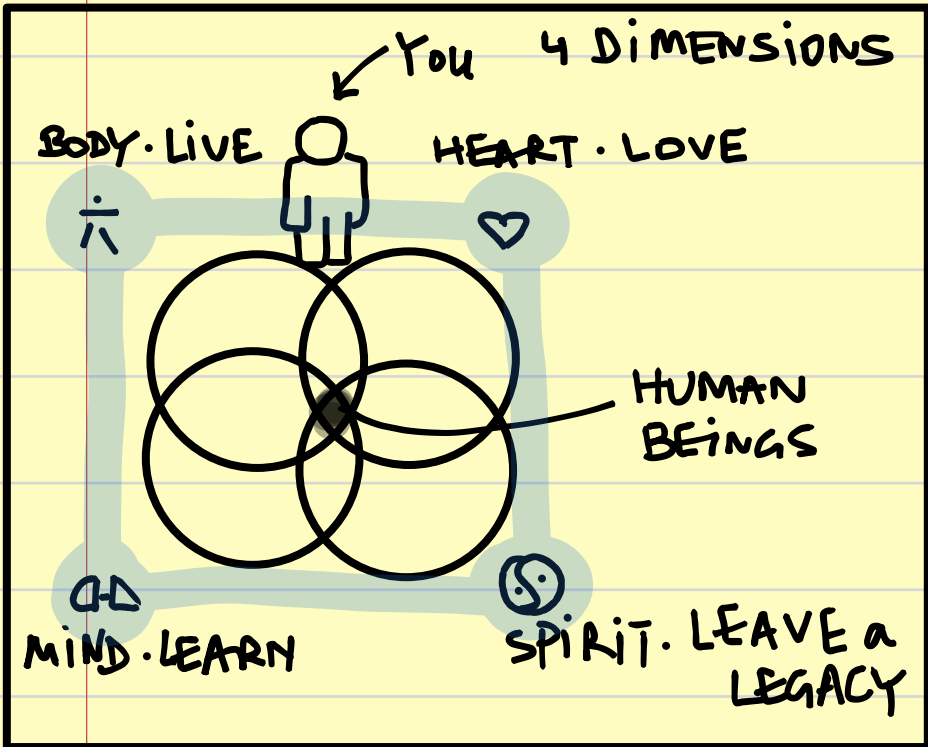 You
4 DiMENSiONS
BODY · LiVE
HEART · LOVE
HUMAN
BEiNGS
MiND · LEARN
SPiRiT · LEAVE a
LEGACY